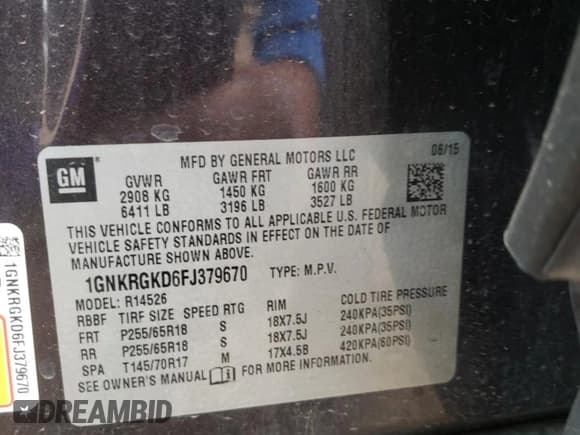 MFD BY GENERAL MOTORS LLC 06/15
GM
GVWR GAWR FRT GAWR RR
2908 KG 1450 KG 1600 KG
6411 LB 3196 LB 3527 LB
THIS VEHICLE CONFORMS TO ALL APPLICABLE U.S. FEDERAL MOTOR
VEHICLE SAFETY STANDARDS IN EFFECT ON THE DATE OF
MANUFACTURE SHOWN ABOVE.
1GNKRGKD6FJ379670 TYPE: M.P.V.
MODEL: R14526
RBBF TIRF SIZE SPEED RTG RIM COLD TIRE PRESSURE
FRT P255/65R18 S 18X7.5J 240KPA(35PSI)
RR P255/65R18 S 18X7.5J 240KPA(35PSI)
SPA T145/70R17 M 17X4.5B 420KPA(60PSI)
SEE OWNER'S MANUAL FOR MORE INFORMATION.
1GNKRGKD6FJ379670
DREAMBID